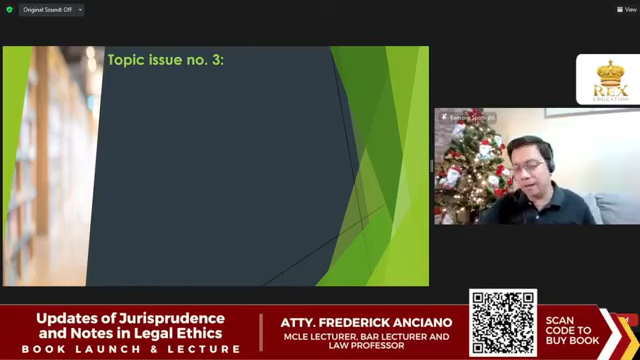 Original Sound: Off
View
Topic issue no. 3:
REX
EDUCATION
Remove Spotlight
Updates of Jurisprudence
and Notes in Legal Ethics
BOOK LAUNCH & LECTURE
ATTY. FREDERICK ANCIANO
MCLE LECTURER, BAR LECTURER AND
LAW PROFESSOR
SCAN
CODE TO
BUY BOOK